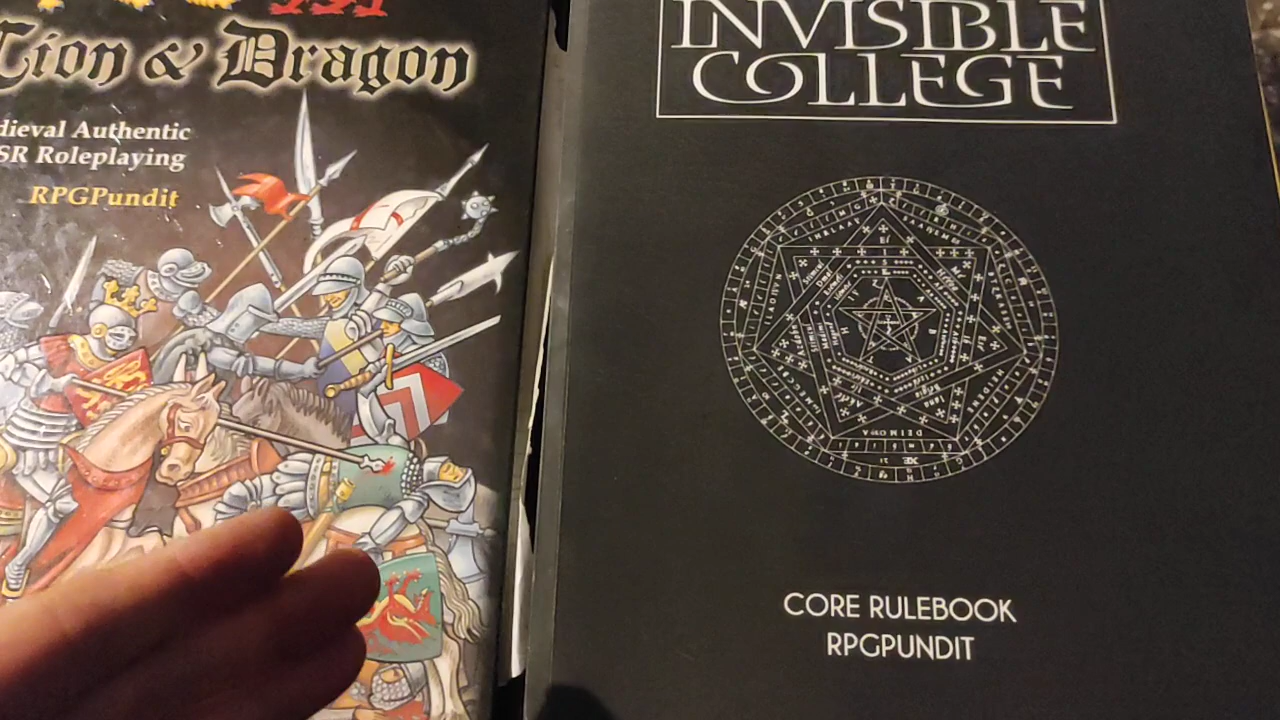 Lion & Dragon
dieval Authentic
SR Roleplaying
RPGPundit
INVISIBLE
COLLEGE
CORE RULEBOOK
RPGPUNDIT